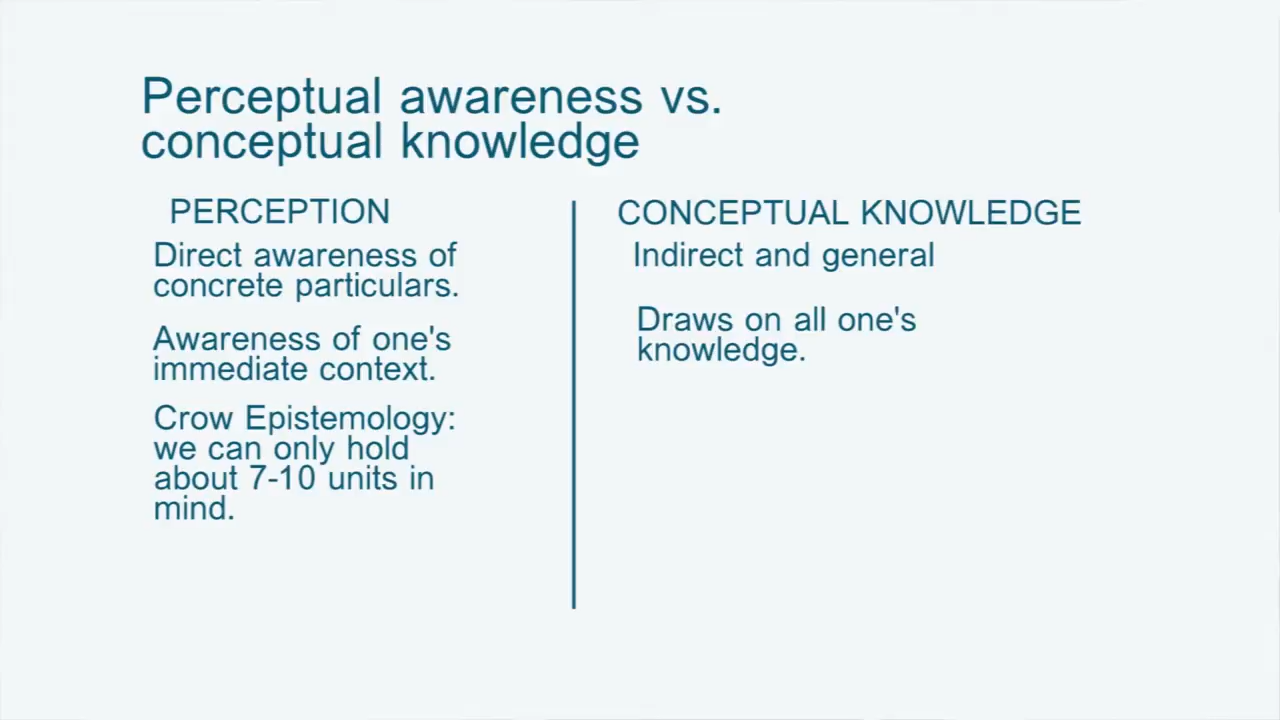 Perceptual awareness vs.
conceptual knowledge
PERCEPTION
Direct awareness of
concrete particulars.
Awareness of one's
immediate context.
Crow Epistemology:
we can only hold
about 7-10 units in
mind.
CONCEPTUAL KNOWLEDGE
Indirect and general
Draws on all one's
knowledge.